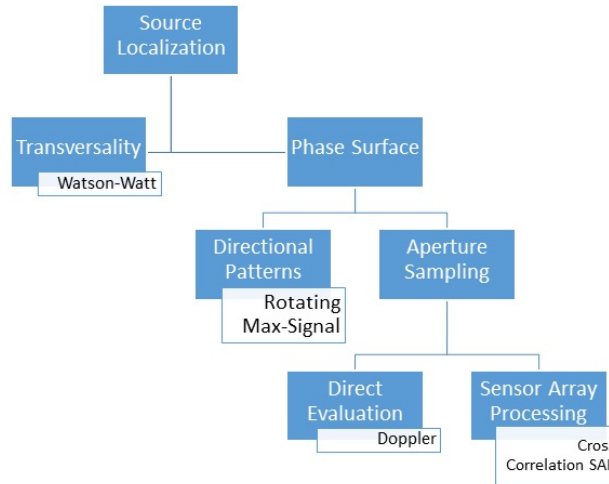 Source
Localization
Transversality
Watson-Watt
Phase Surface
Directional
Patterns
Rotating
Max-Signal
Aperture
Sampling
Direct
Evaluation
Doppler
Sensor Array
Processing
Correlation